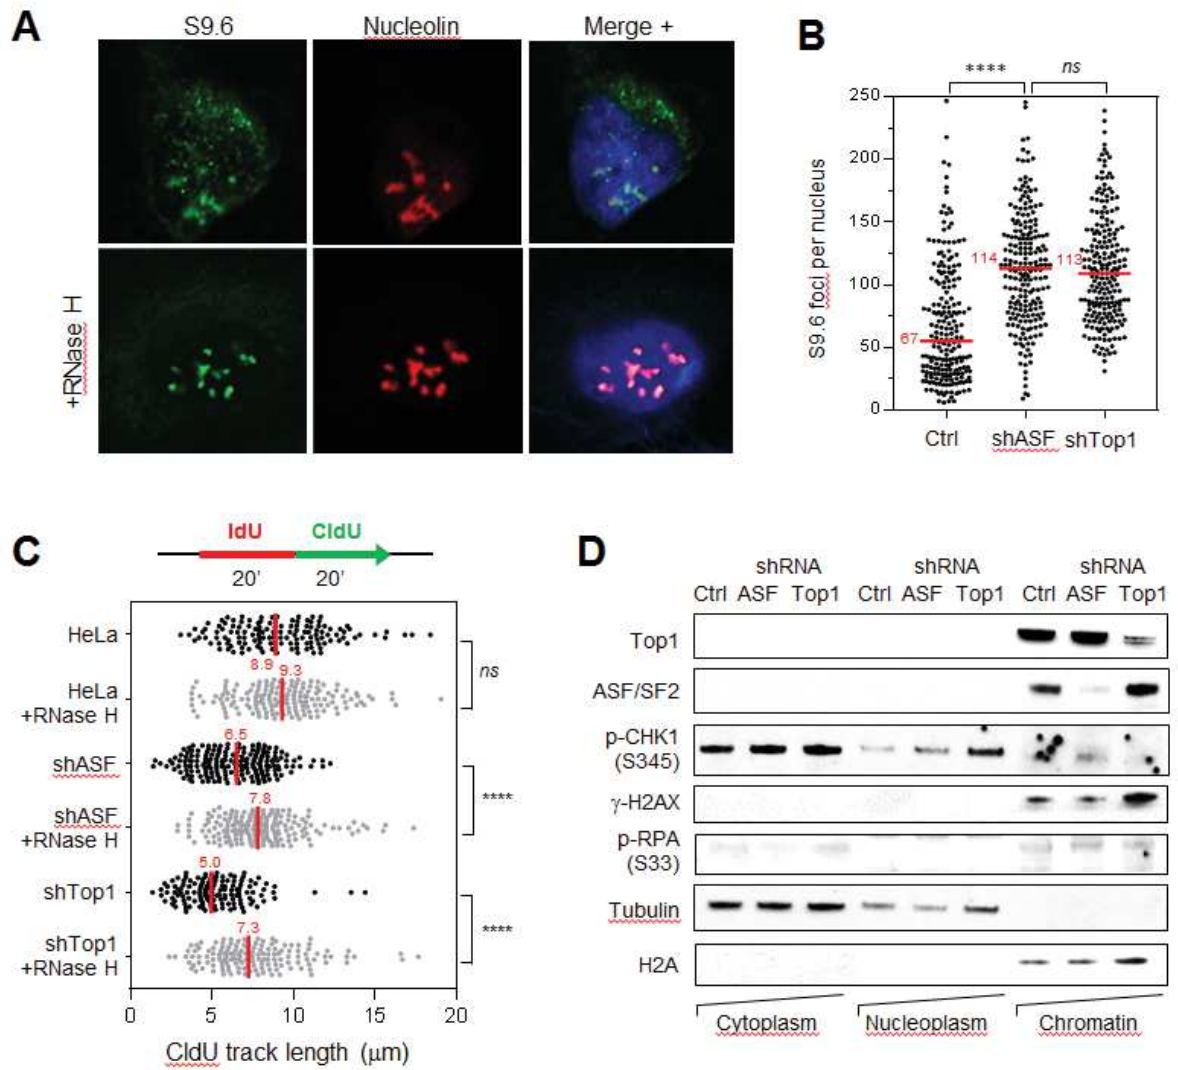 A
S9.6
Nucleolin
Merge +
+RNase H
B
****
ns
S9.6 foci per nucleus
250
200
150
100
50
0
67
114
113
Ctrl
shASF
shTop1
C
IdU
CldU
20'
20'
HeLa
8.9
9.3
ns
HeLa
+RNase H
6.5
shASF
****
7.8
shASF
+RNase H
5.0
shTop1
****
7.3
shTop1
+RNase H
0
5
10
15
20
CldU track length (μm)
D
shRNA
shRNA
shRNA
Ctrl ASF Top1 Ctrl ASF Top1 Ctrl ASF Top1
Top1
ASF/SF2
p-CHK1
(S345)
γ-H2AX
p-RPA
(S33)
Tubulin
H2A
Cytoplasm
Nucleoplasm
Chromatin